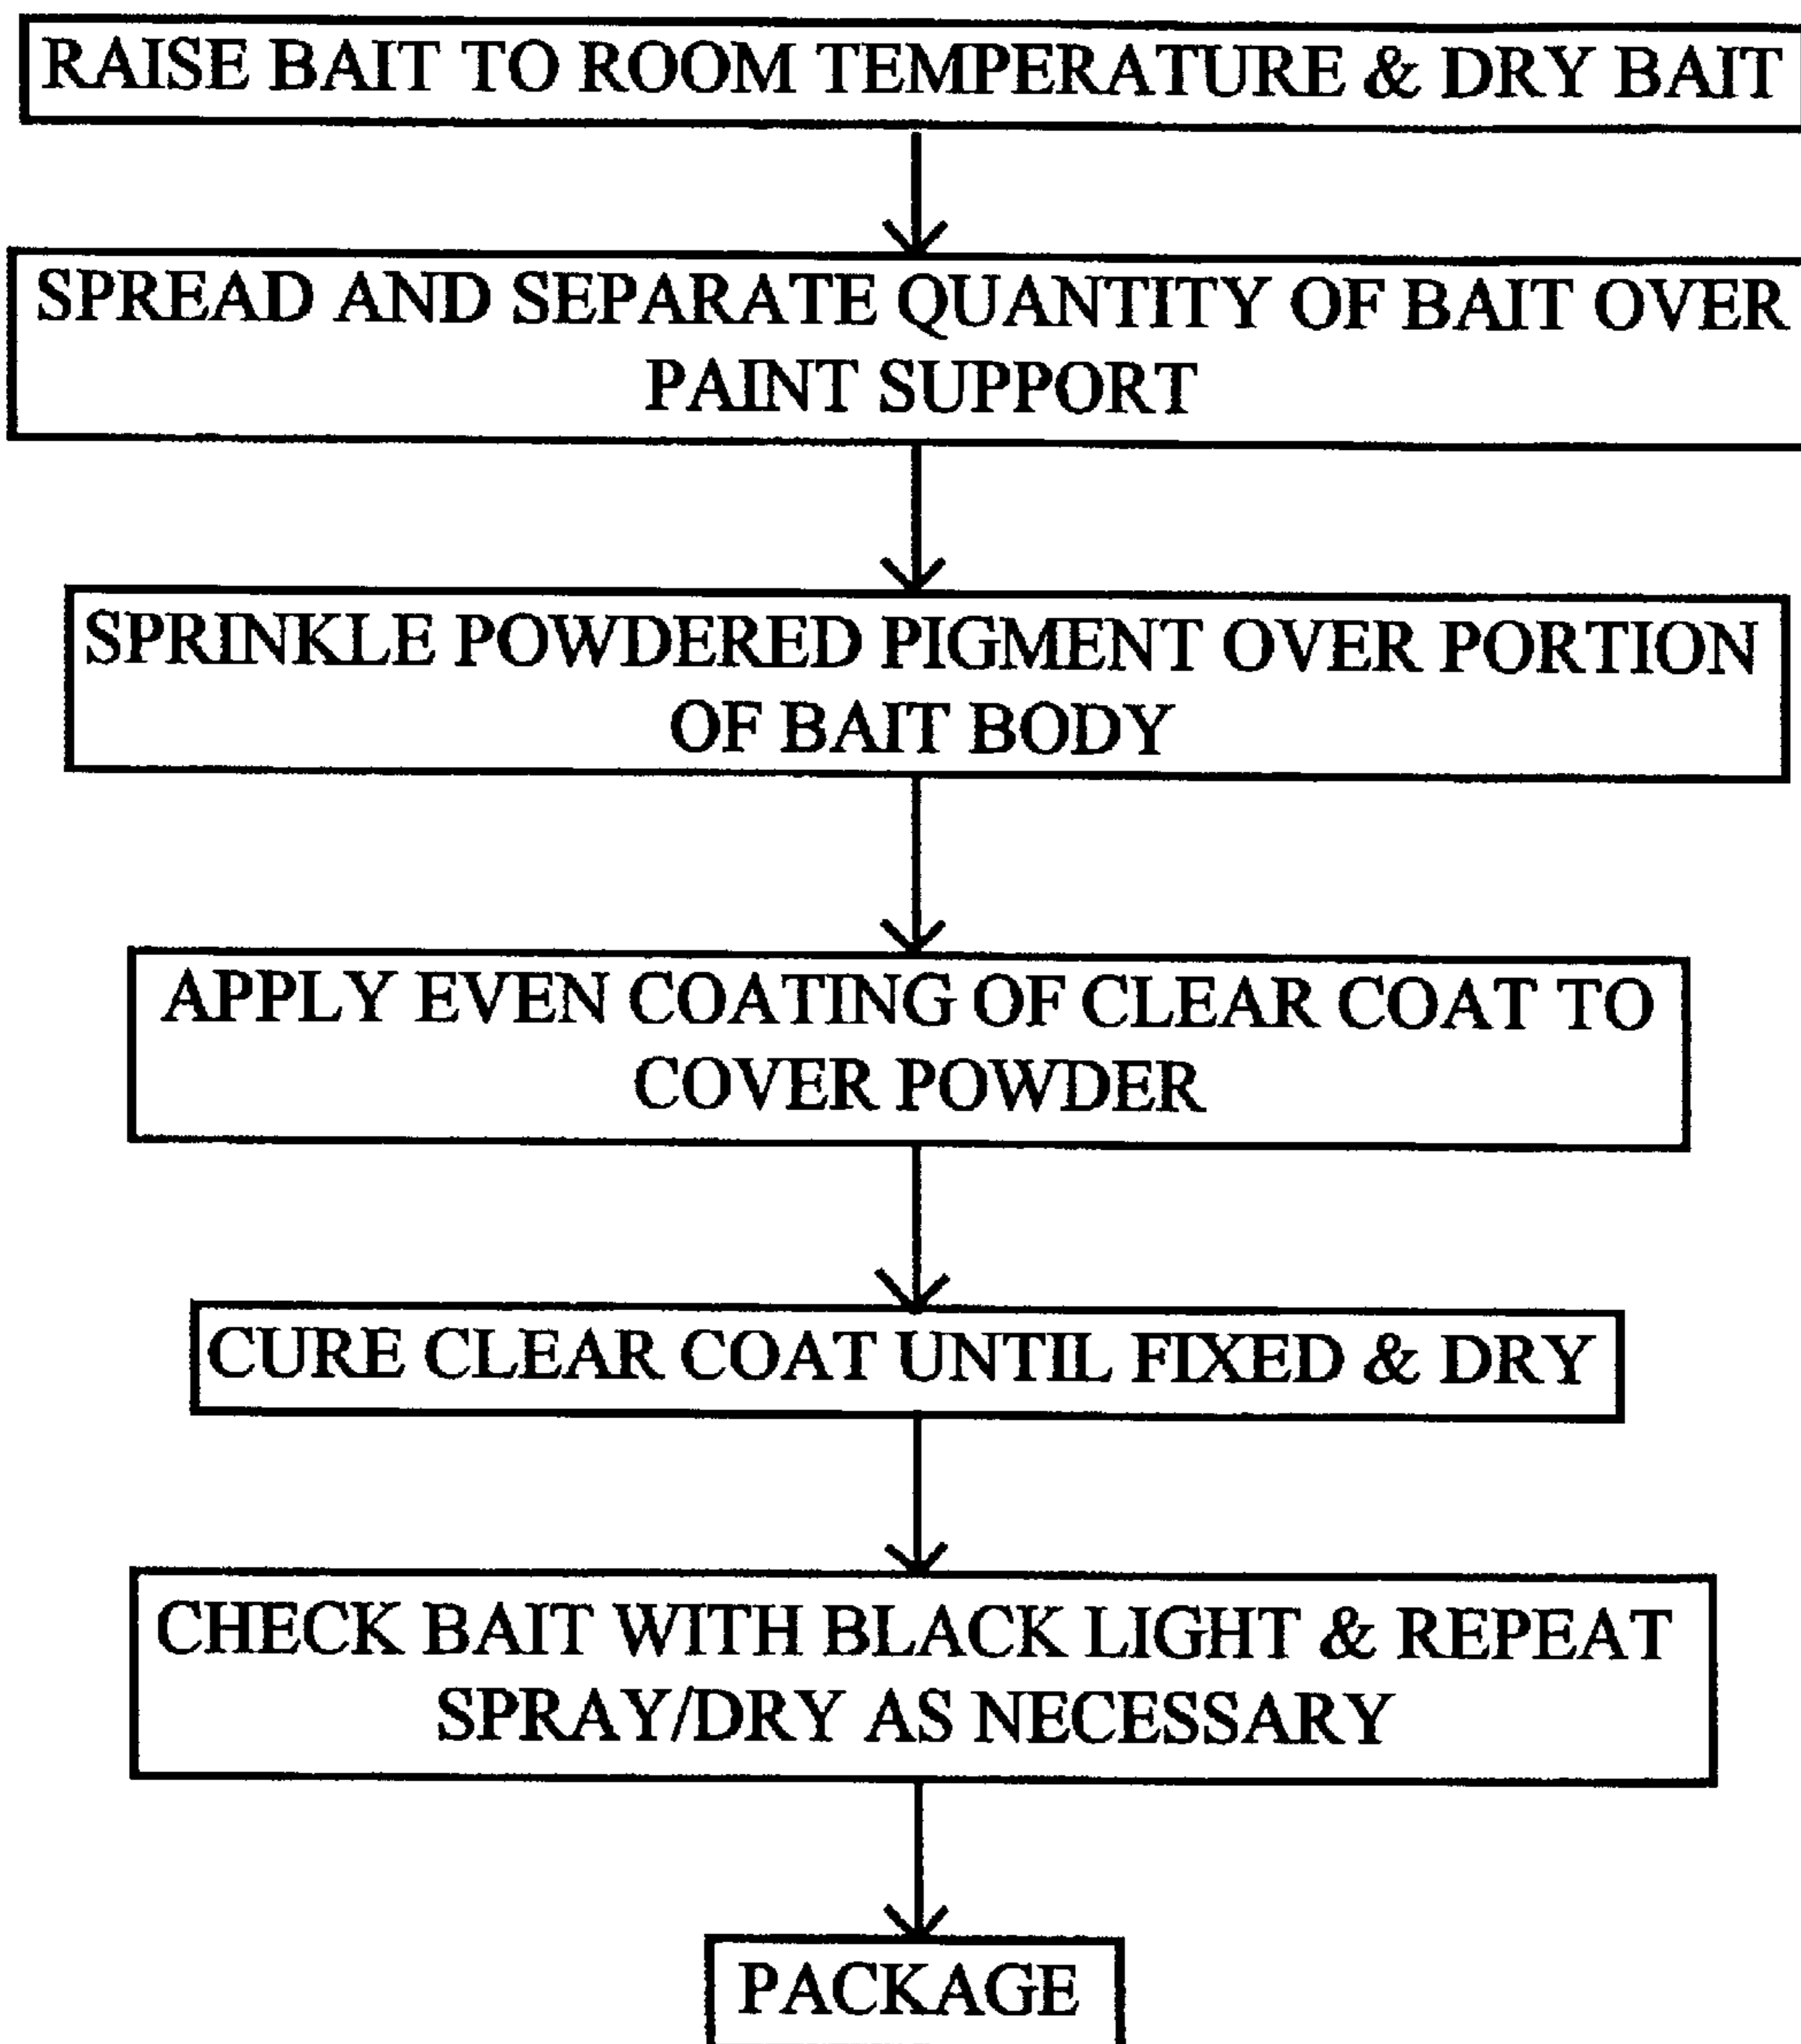 RAISE BAIT TO ROOM TEMPERATURE & DRY BAIT
SPREAD AND SEPARATE QUANTITY OF BAIT OVER
PAINT SUPPORT
SPRINKLE POWDERED PIGMENT OVER PORTION
OF BAIT BODY
APPLY EVEN COATING OF CLEAR COAT TO
COVER POWDER
CURE CLEAR COAT UNTIL FIXED & DRY
CHECK BAIT WITH BLACK LIGHT & REPEAT
SPRAY/DRY AS NECESSARY
PACKAGE